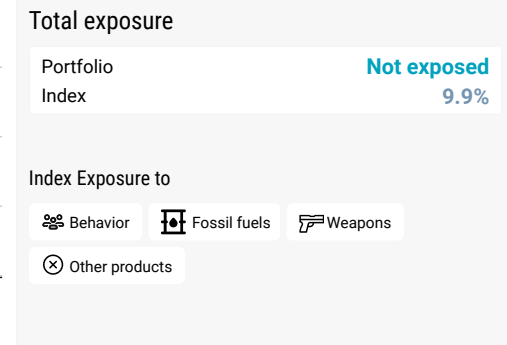 Total exposure
Portfolio Not exposed
Index 9.9%
Index Exposure to
Behavior Fossil fuels Weapons
Other products